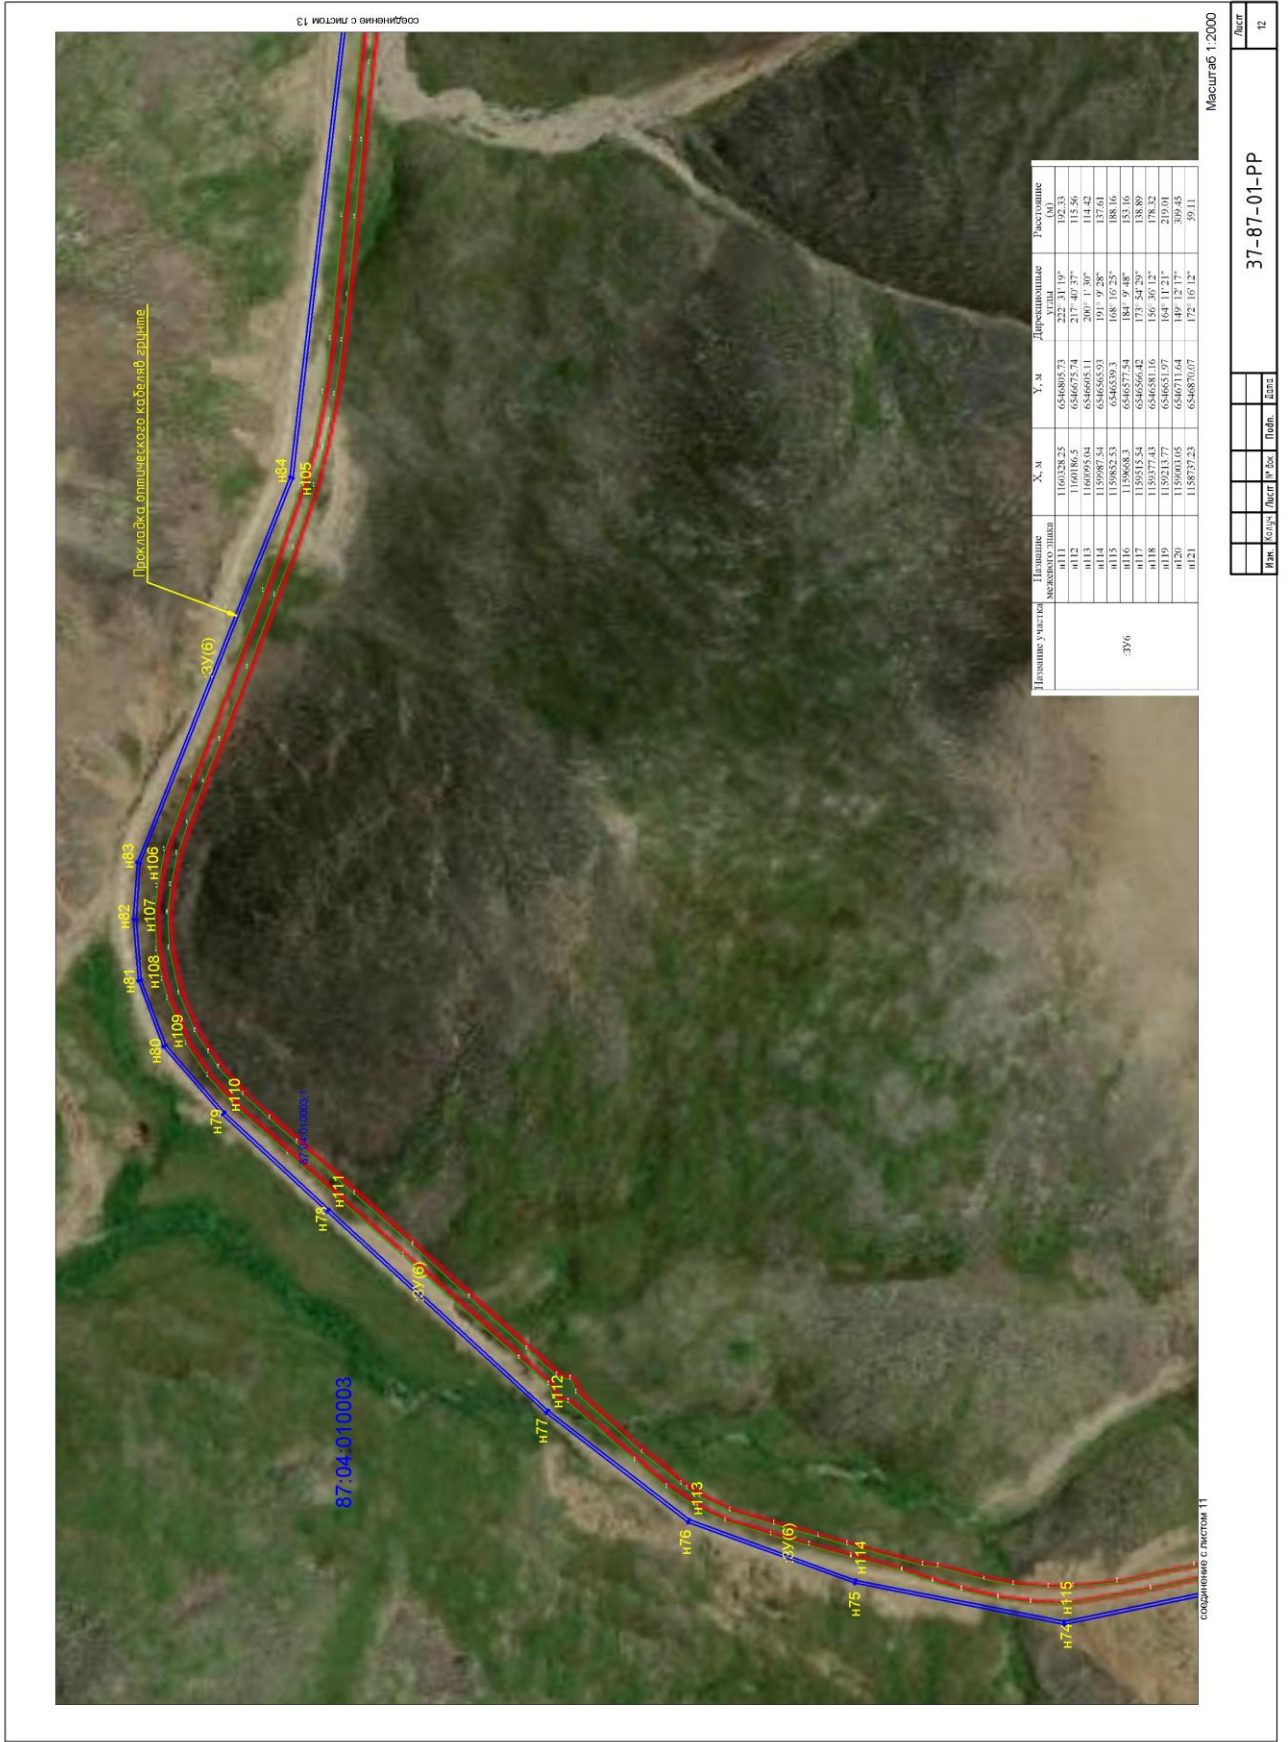 соединение с листом 13
Прокладка оптического кабеляв грунте
н84
н105
:ЗУ(6)
н83
н106
н82
н107
н81
н108
н80
н109
н79
н110
87:04:010003:1
н78
н111
:ЗУ(6)
87:04:010003
н77
н112
н76
н113
:ЗУ(6)
н75
н114
н74
н115
соединение с листом 11
Название участка Название межевого знака X, м Y, м Дирекционные углы Расстояние (м)
:ЗУ6
н111 1160328.25 6546805.73 222° 31' 19" 192.33
н112 1160186.5 6546675.74 217° 40' 37" 115.56
н113 1160095.04 6546605.11 200° 1' 30" 114.42
н114 1159987.54 6546565.93 191° 9' 28" 137.61
н115 1159852.53 6546539.3 168° 16' 25" 188.16
н116 1159668.3 6546577.54 184° 9' 48" 153.16
н117 1159515.54 6546566.42 173° 54' 29" 138.89
н118 1159377.43 6546581.16 156° 36' 12" 178.32
н119 1159213.77 6546651.97 164° 11' 21" 219.01
н120 1159003.05 6546711.64 149° 12' 17" 309.45
н121 1158737.23 6546870.07 172° 16' 12" 59.11
Масштаб 1:2000
Изм. Кол.уч. Лист № док. Подп. Дата
37-87-01-РР
Лист
12